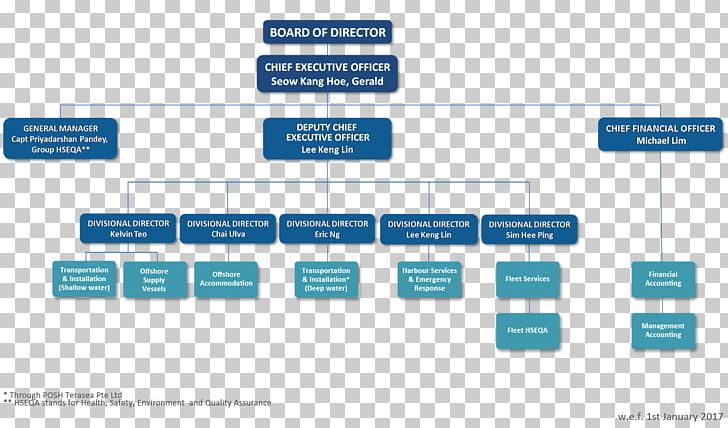 BOARD OF DIRECTOR
CHIEF EXECUTIVE OFFICER
Seow Kang Hoe, Gerald
GENERAL MANAGER
Capt Priyadarshan Pandey,
Group HSEQA**
DEPUTY CHIEF
EXECUTIVE OFFICER
Lee Keng Lin
CHIEF FINANCIAL OFFICER
Michael Lim
DIVISIONAL DIRECTOR
Kelvin Teo
DIVISIONAL DIRECTOR
Chai Ulva
DIVISIONAL DIRECTOR
Eric Ng
DIVISIONAL DIRECTOR
Lee Keng Lin
DIVISIONAL DIRECTOR
Sim Hee Ping
Transportation
& Installation
(Shallow water)
Offshore
Supply
Vessels
Offshore
Accommodation
Transportation
& Installation*
(Deep water)
Harbour Services
& Emergency
Response
Fleet Services
Financial
Accounting
Fleet HSEQA
Management
Accounting
* Through POSH Terasea Pte Ltd
** HSEQA stands for Health, Safety, Environment and Quality Assurance
w.e.f. 1st January 2017